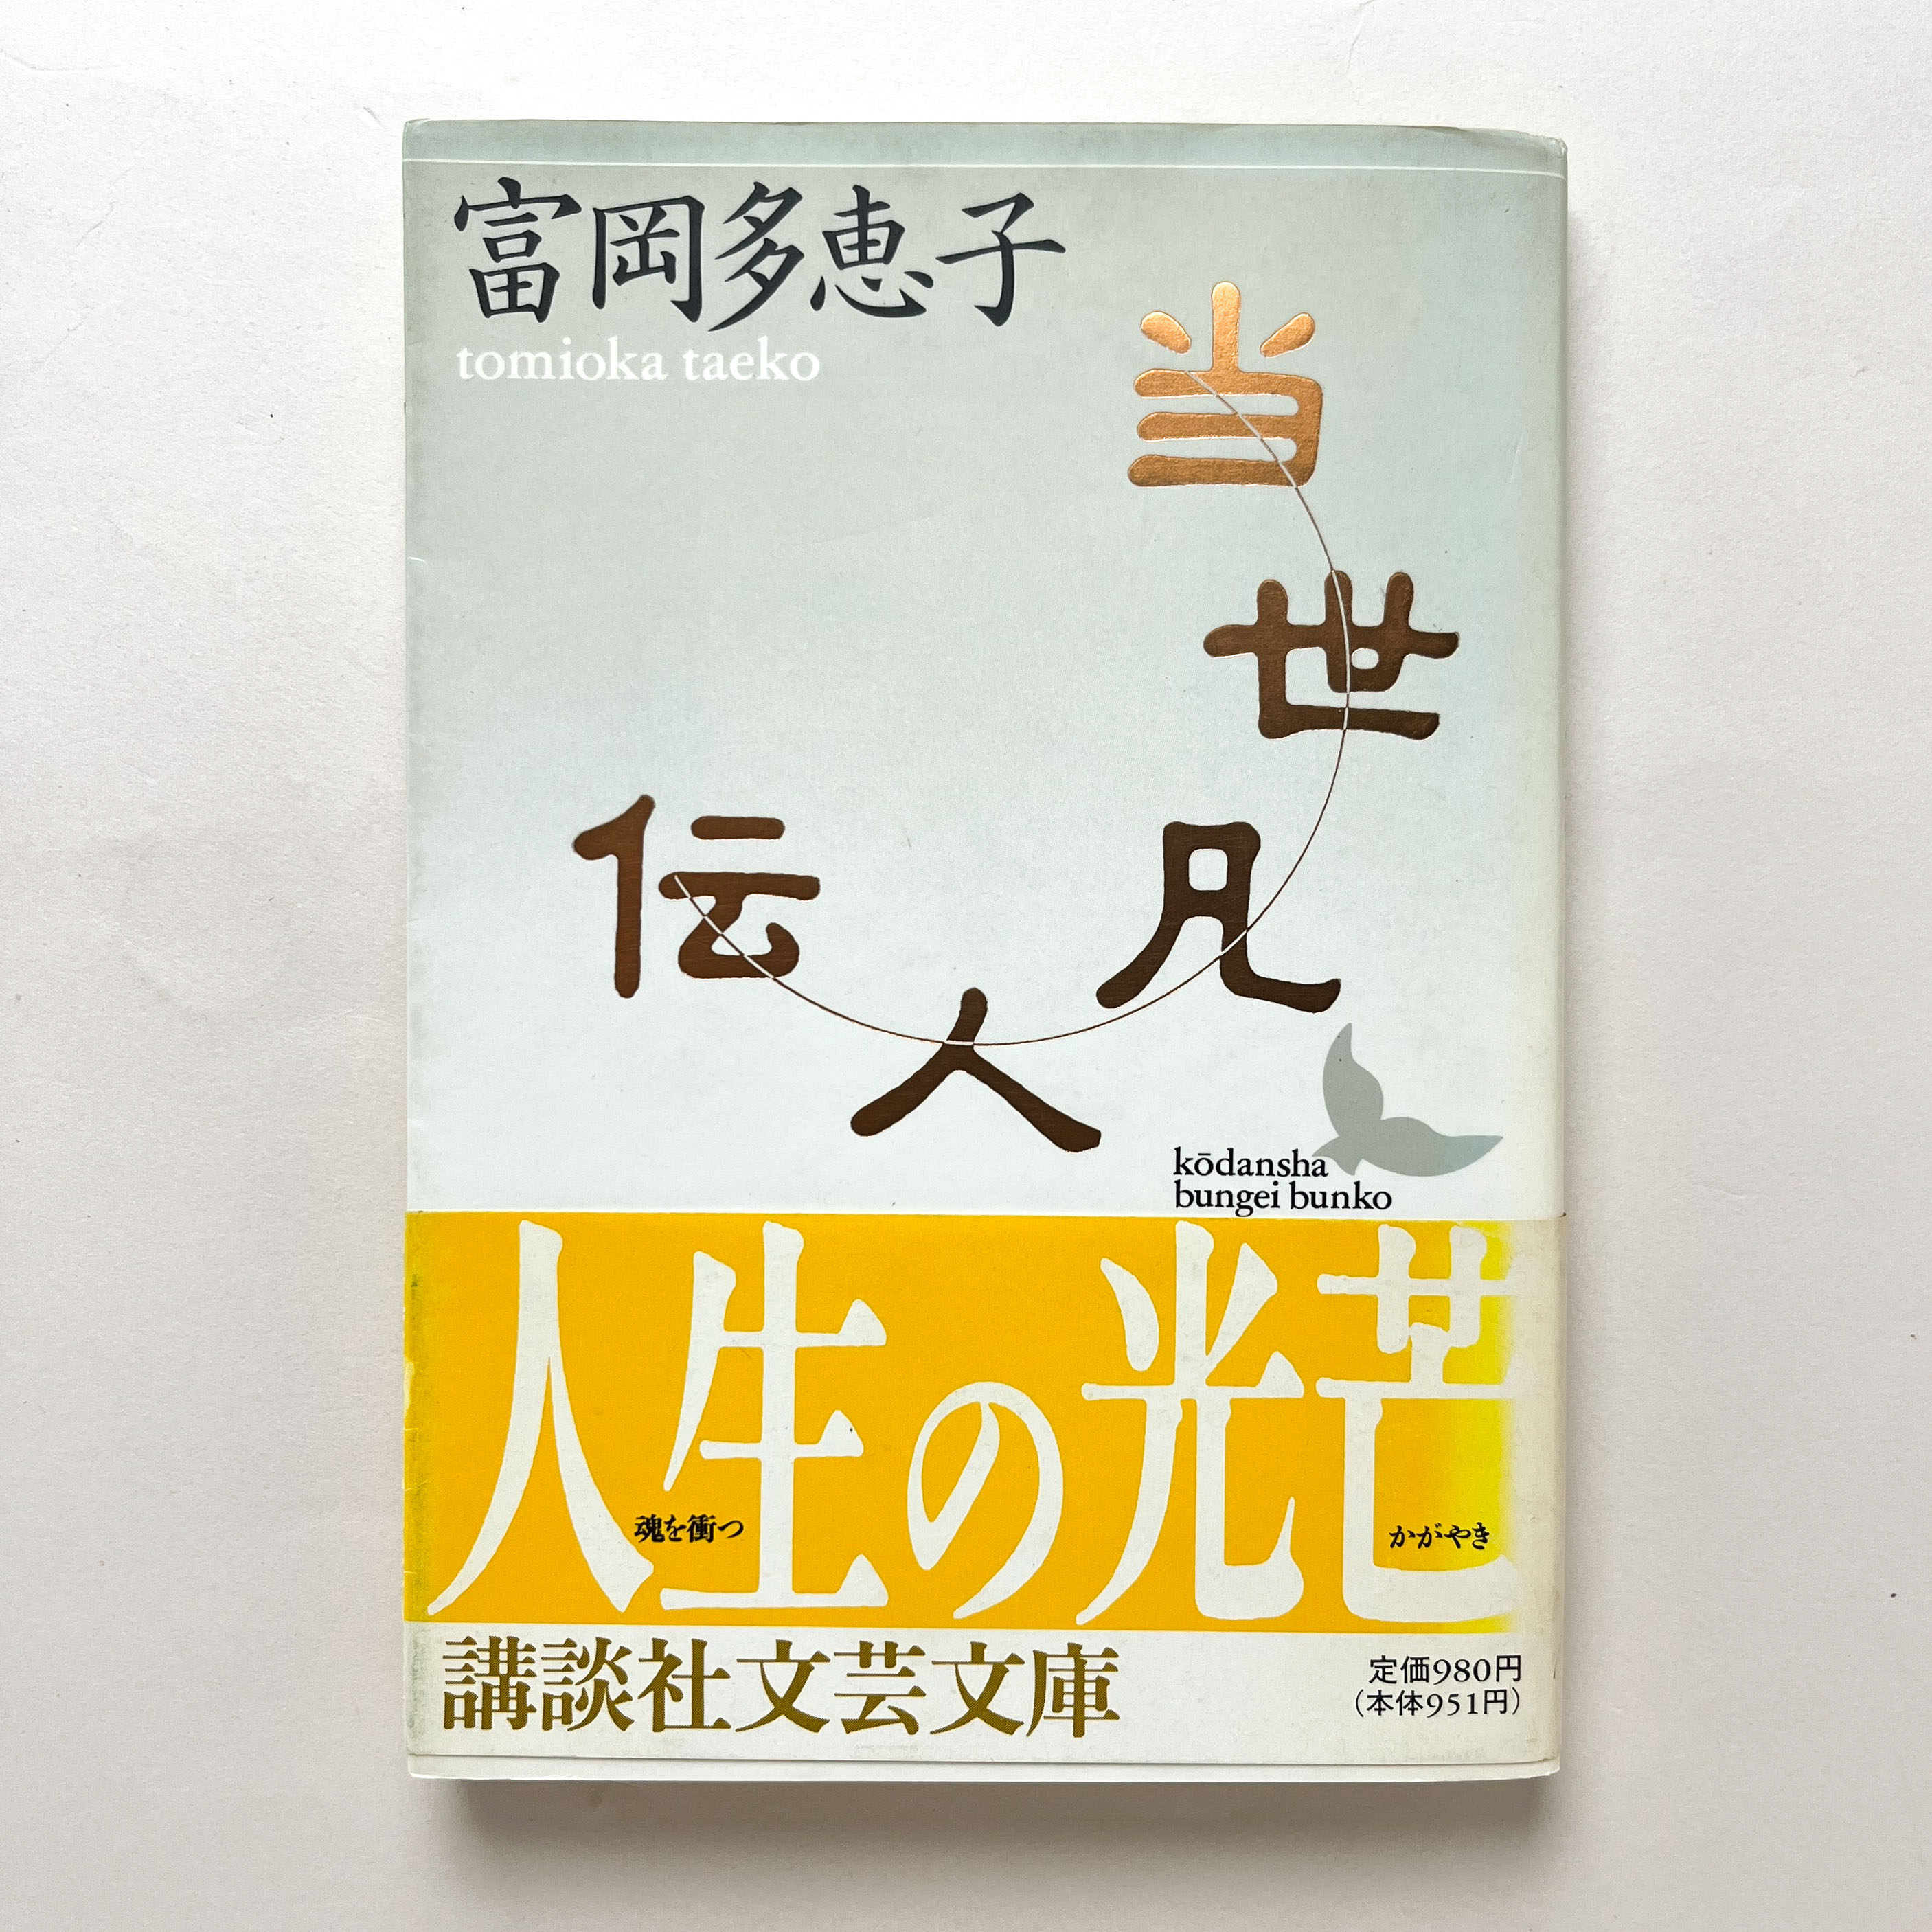 富岡多恵子
tomioka taeko
当世凡人伝
kōdansha
bungei bunko
人生の光芒
魂を衝つ
かがやき
講談社文芸文庫
定価980円
（本体951円）